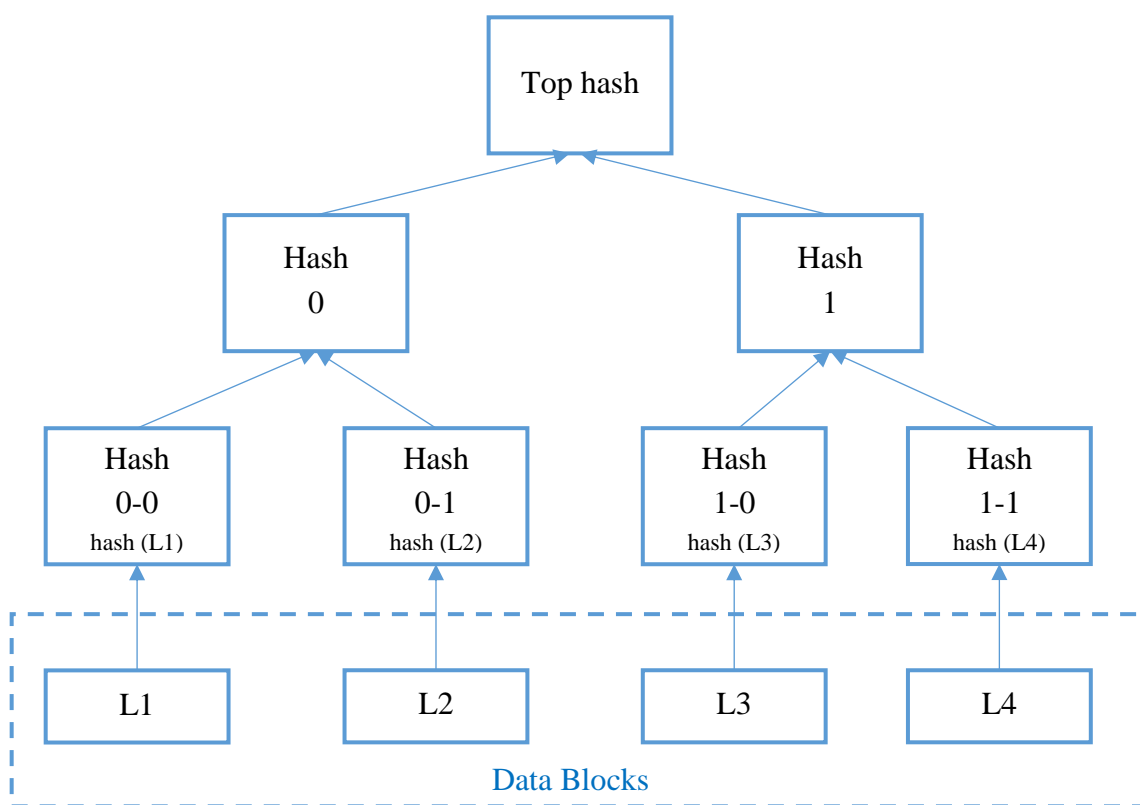 Top hash
Hash
0
Hash
1
Hash
0-0
hash (L1)
Hash
0-1
hash (L2)
Hash
1-0
hash (L3)
Hash
1-1
hash (L4)
L1
L2
L3
L4
Data Blocks